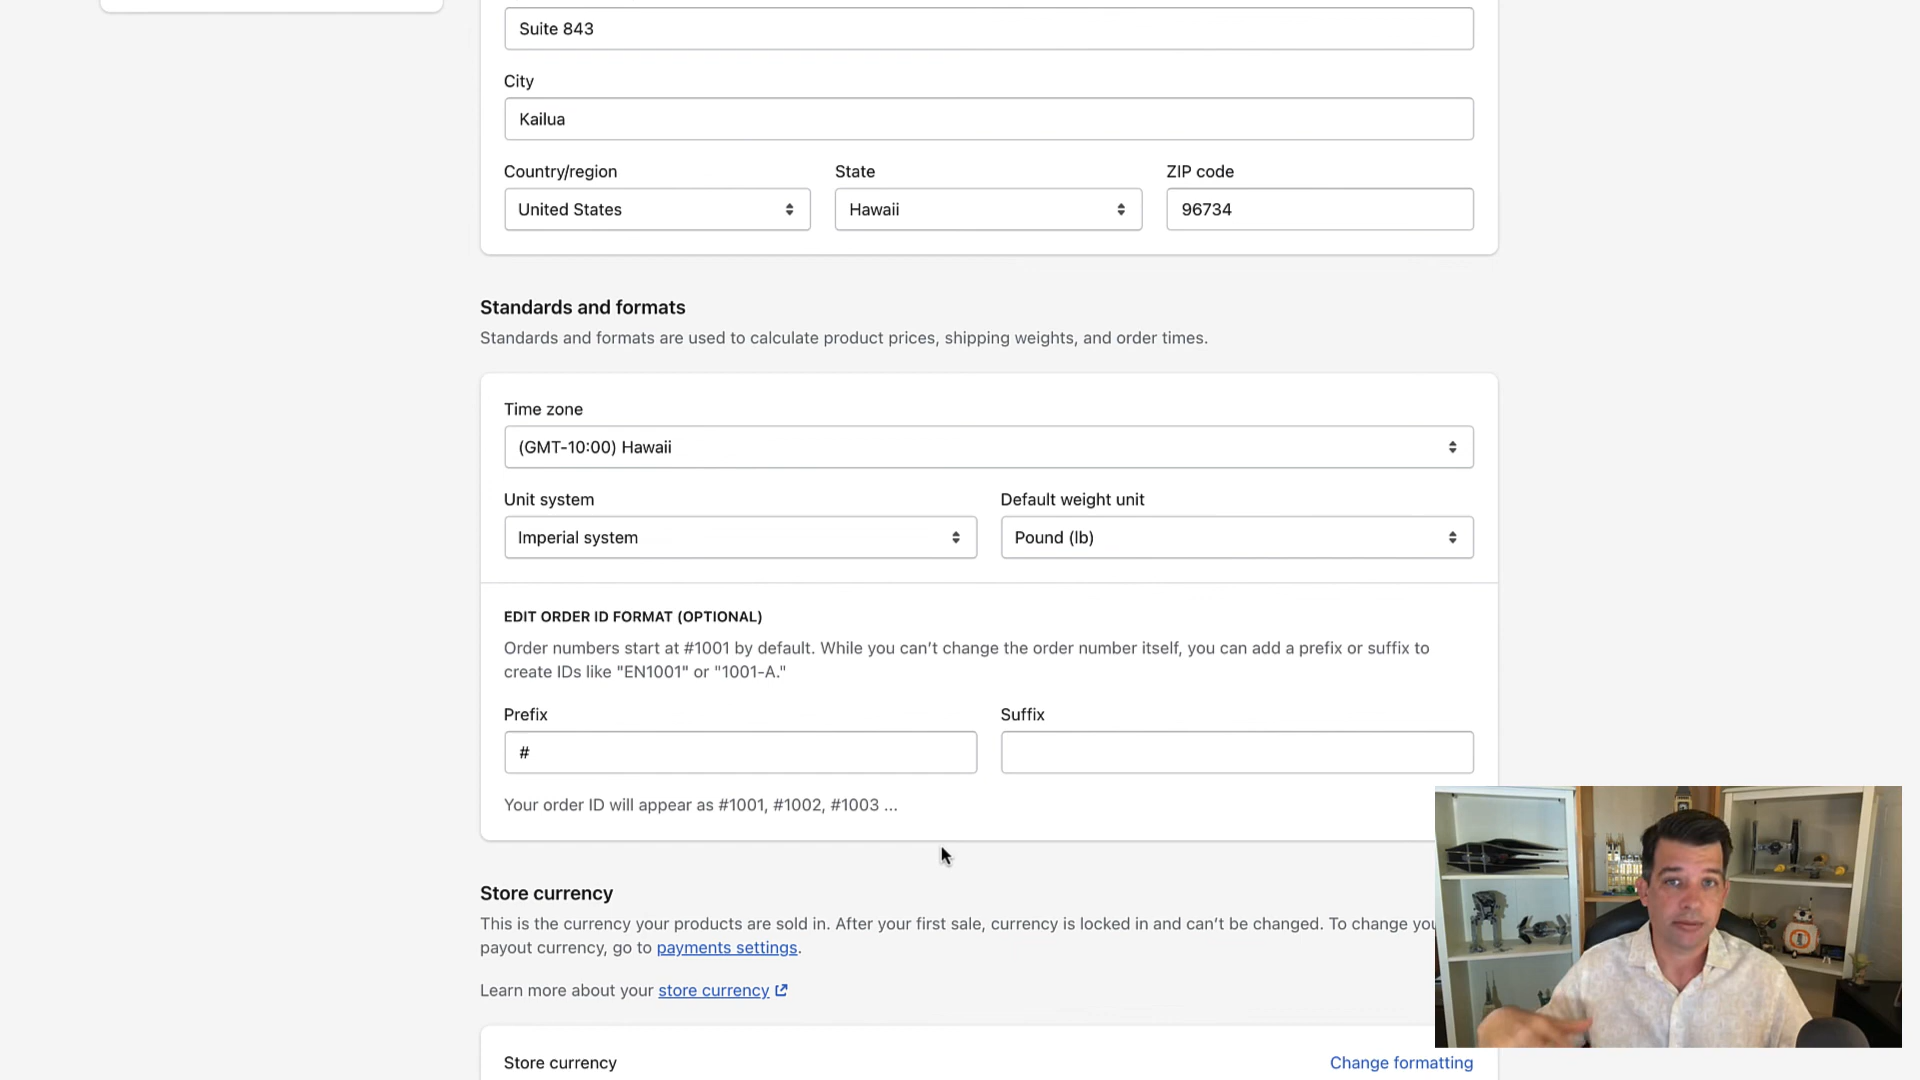 Suite 843
City
Kailua
Country/region State ZIP code
United States Hawaii 96734
Standards and formats
Standards and formats are used to calculate product prices, shipping weights, and order times.
Time zone
(GMT-10:00) Hawaii
Unit system Default weight unit
Imperial system Pound (lb)
EDIT ORDER ID FORMAT (OPTIONAL)
Order numbers start at #1001 by default. While you can’t change the order number itself, you can add a prefix or suffix to
create IDs like "EN1001" or "1001-A."
Prefix Suffix
#
Your order ID will appear as #1001, #1002, #1003 ...
Store currency
This is the currency your products are sold in. After your first sale, currency is locked in and can’t be changed. To change
payout currency, go to payments settings.
Learn more about your store currency
Store currency Change formatting